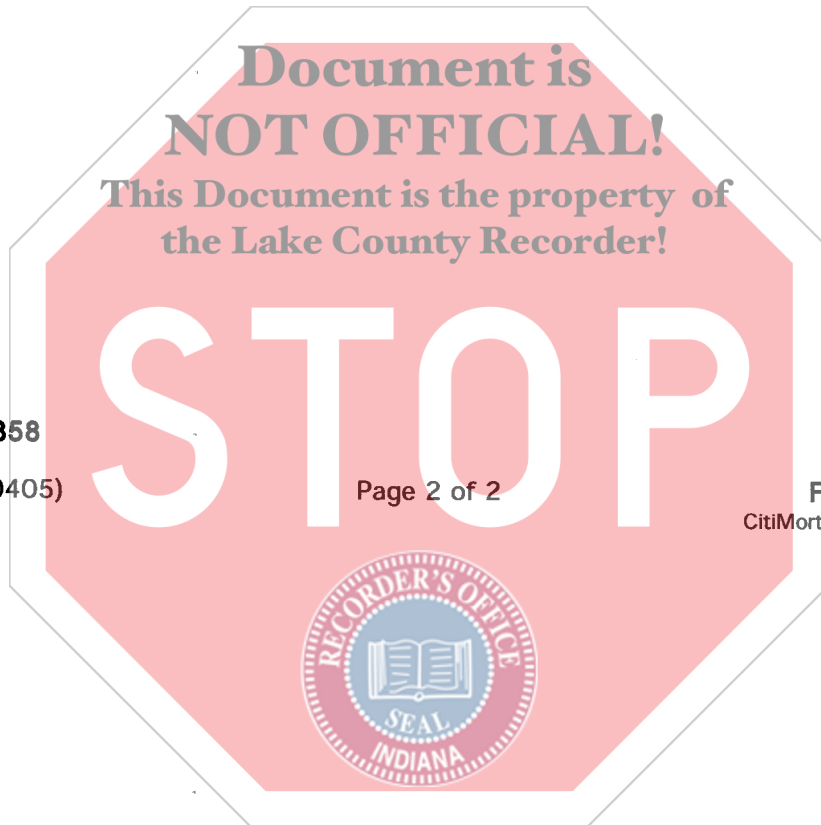 Document is
NOT OFFICIAL!
This Document is the property of
the Lake County Recorder!
STOP
358
0405)
Page 2 of 2
F
CitiMort
RECORDER'S OFFICE
SEAL
INDIANA